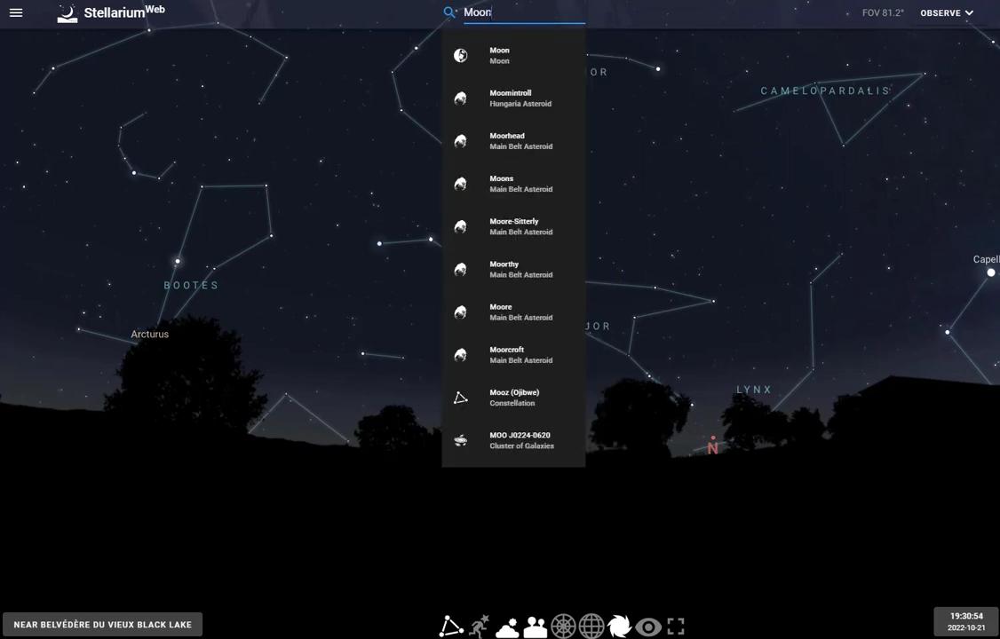 StellariumWeb
Moon
FOV 81.2°
OBSERVE
Moon
Moon
Moomintroll
Hungaria Asteroid
Moorhead
Main Belt Asteroid
Moons
Main Belt Asteroid
Moore-Sitterly
Main Belt Asteroid
Moorthy
Main Belt Asteroid
Moore
Main Belt Asteroid
Moorcroft
Main Belt Asteroid
Mooz (Ojibwe)
Constellation
MOO J0224-0620
Cluster of Galaxies
OR
CAMELOPARDALIS
Capell
BOOTES
JOR
Arcturus
LYNX
N
NEAR BELVÉDÈRE DU VIEUX BLACK LAKE
19:30:54
2022-10-21